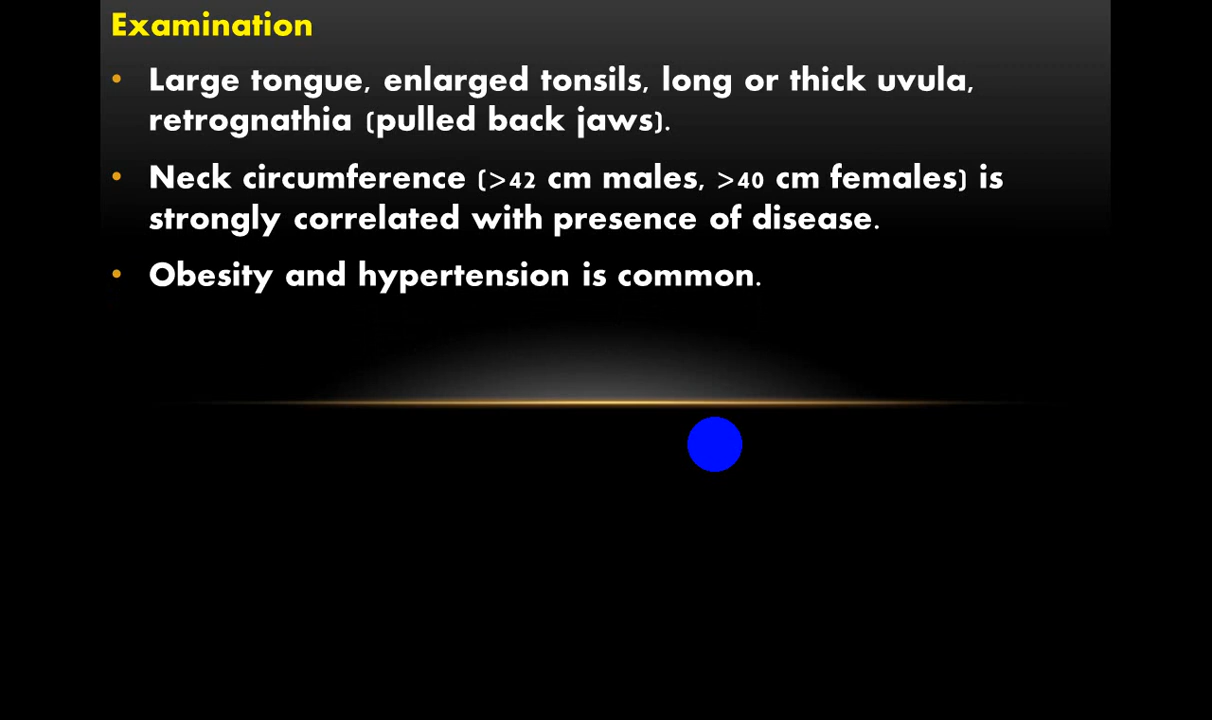 Examination
• Large tongue, enlarged tonsils, long or thick uvula,
retrognathia (pulled back jaws).
• Neck circumference (>42 cm males, >40 cm females) is
strongly correlated with presence of disease.
• Obesity and hypertension is common.